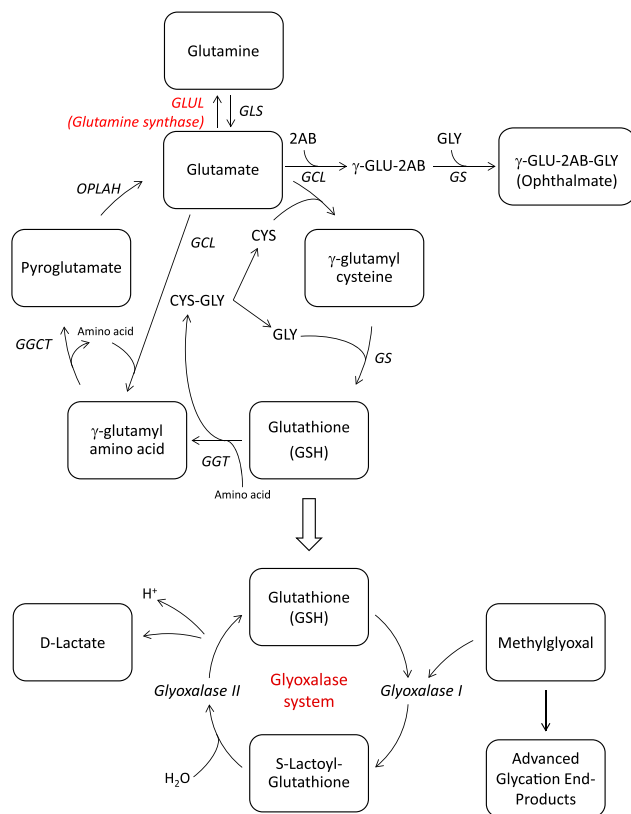 Glutamine
GLUL
(Glutamine synthase)
GLS
Glutamate
2AB
GCL
γ-GLU-2AB
GLY
GS
γ-GLU-2AB-GLY
(Ophthalmate)
OPLAH
GCL
CYS
Pyroglutamate
γ-glutamyl
cysteine
CYS-GLY
GLY
GS
GGCT
Amino acid
γ-glutamyl
amino acid
GGT
Amino acid
Glutathione
(GSH)
H+
D-Lactate
Glutathione
(GSH)
Methylglyoxal
Glyoxalase II
Glyoxalase
system
Glyoxalase I
H2O
S-Lactoyl-
Glutathione
Advanced
Glycation End-
Products